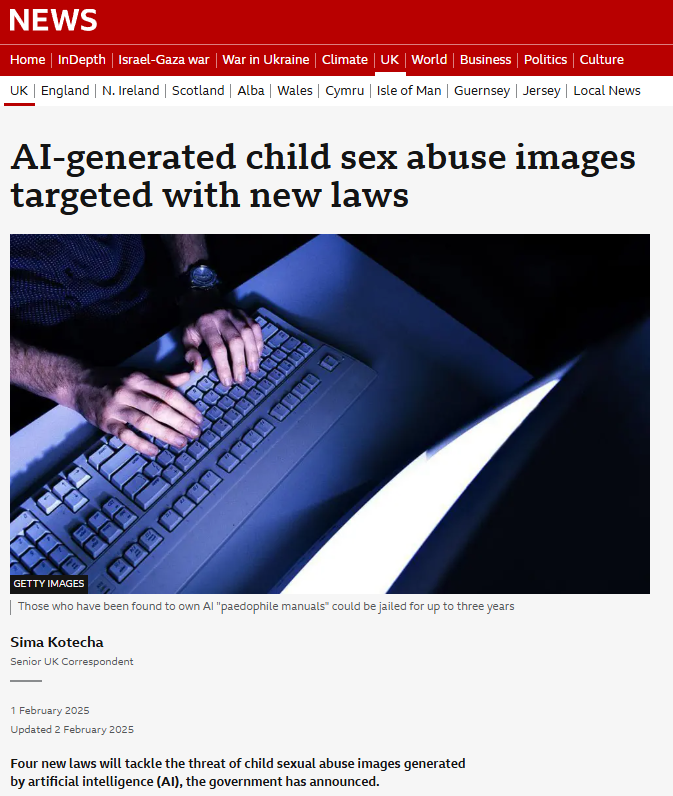 NEWS
Home InDepth Israel-Gaza war War in Ukraine Climate UK World Business Politics Culture
UK England N. Ireland Scotland Alba Wales Cymru Isle of Man Guernsey Jersey Local News
AI-generated child sex abuse images
targeted with new laws
GETTY IMAGES
Those who have been found to own AI "paedophile manuals" could be jailed for up to three years
Sima Kotecha
Senior UK Correspondent
1 February 2025
Updated 2 February 2025
Four new laws will tackle the threat of child sexual abuse images generated
by artificial intelligence (AI), the government has announced.